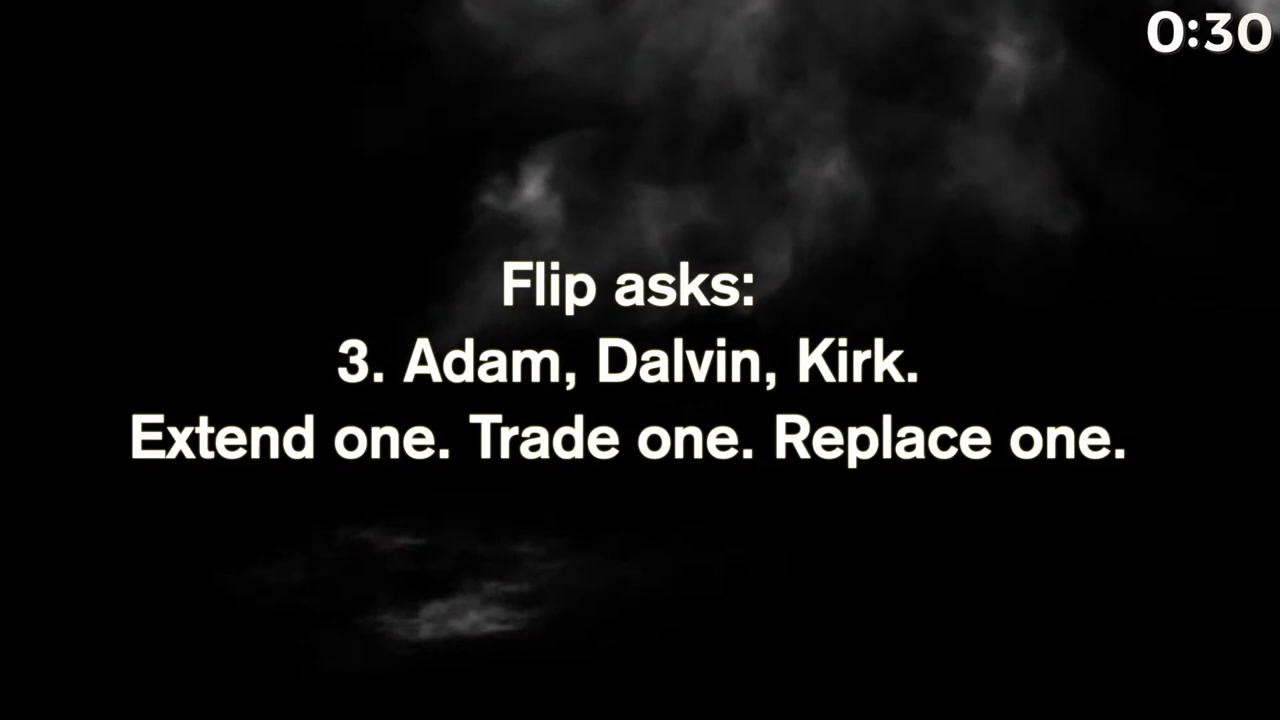 0:30
Flip asks:
3. Adam, Dalvin, Kirk.
Extend one. Trade one. Replace one.